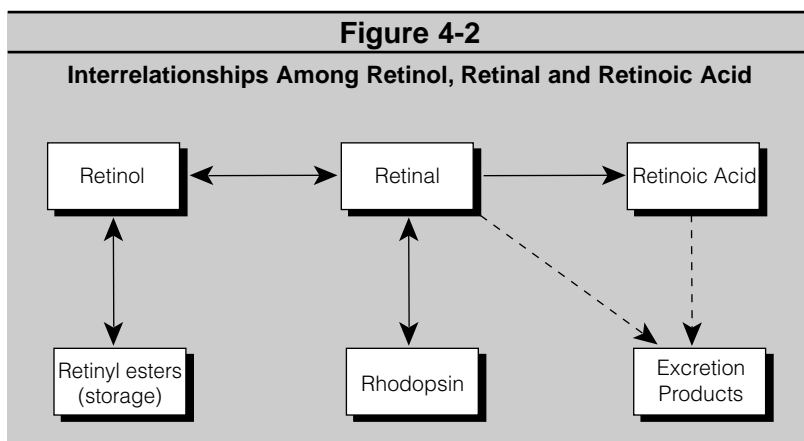 Figure 4-2
Interrelationships Among Retinol, Retinal and Retinoic Acid
Retinol
Retinal
Retinoic Acid
Retinyl esters
(storage)
Rhodopsin
Excretion
Products